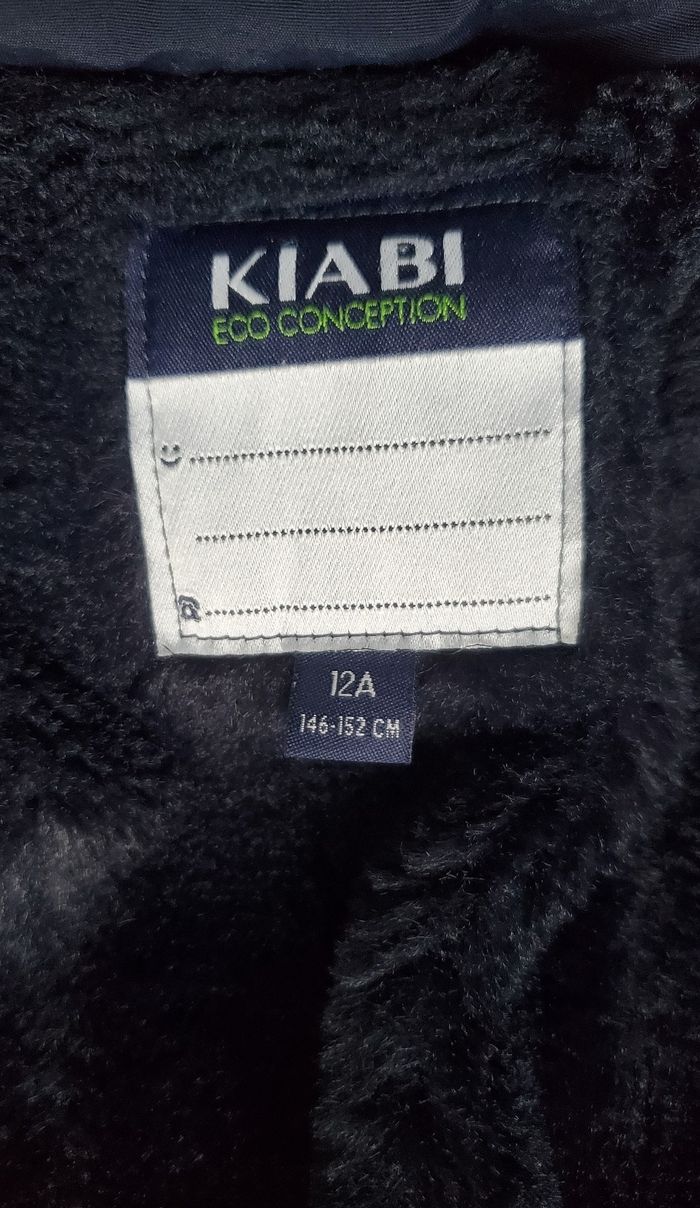 KIABI
ECO CONCEPTION
12A
146-152 CM